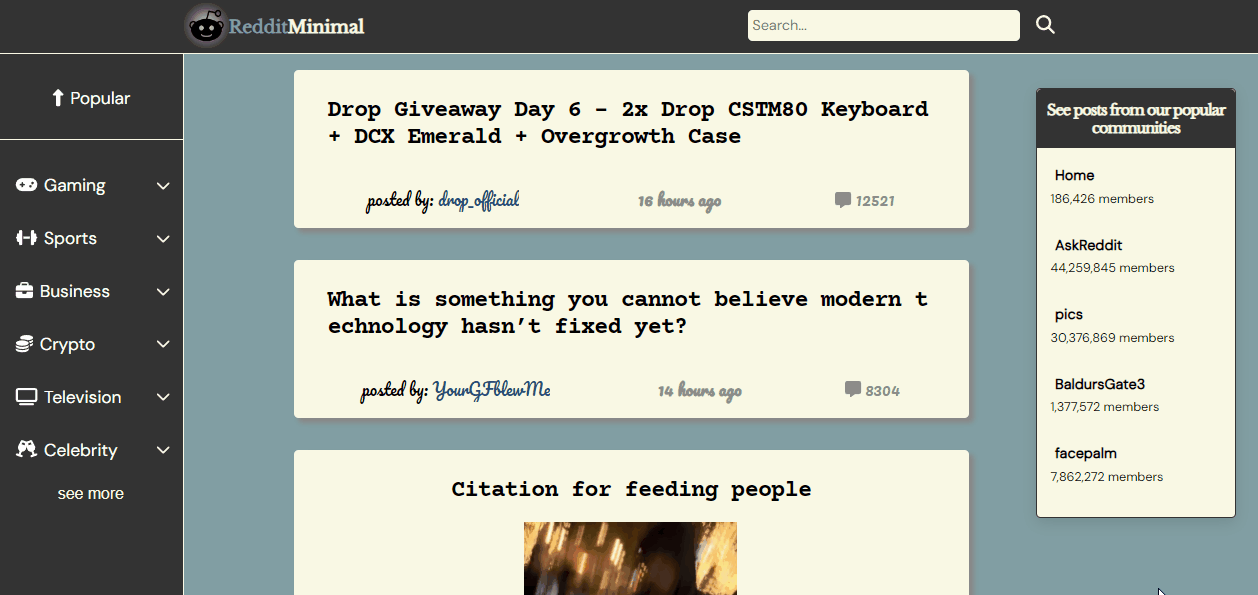 RedditMinimal
Search...
Popular
Gaming
Sports
Business
Crypto
Television
Celebrity
see more
Drop Giveaway Day 6 – 2x Drop CSTM80 Keyboard
+ DCX Emerald + Overgrowth Case
posted by: drop_official
16 hours ago
12521
What is something you cannot believe modern t
echnology hasn’t fixed yet?
posted by: YourGFblewMe
14 hours ago
8304
Citation for feeding people
See posts from our popular
communities
Home
186,426 members
AskReddit
44,259,845 members
pics
30,376,869 members
BaldursGate3
1,377,572 members
facepalm
7,862,272 members